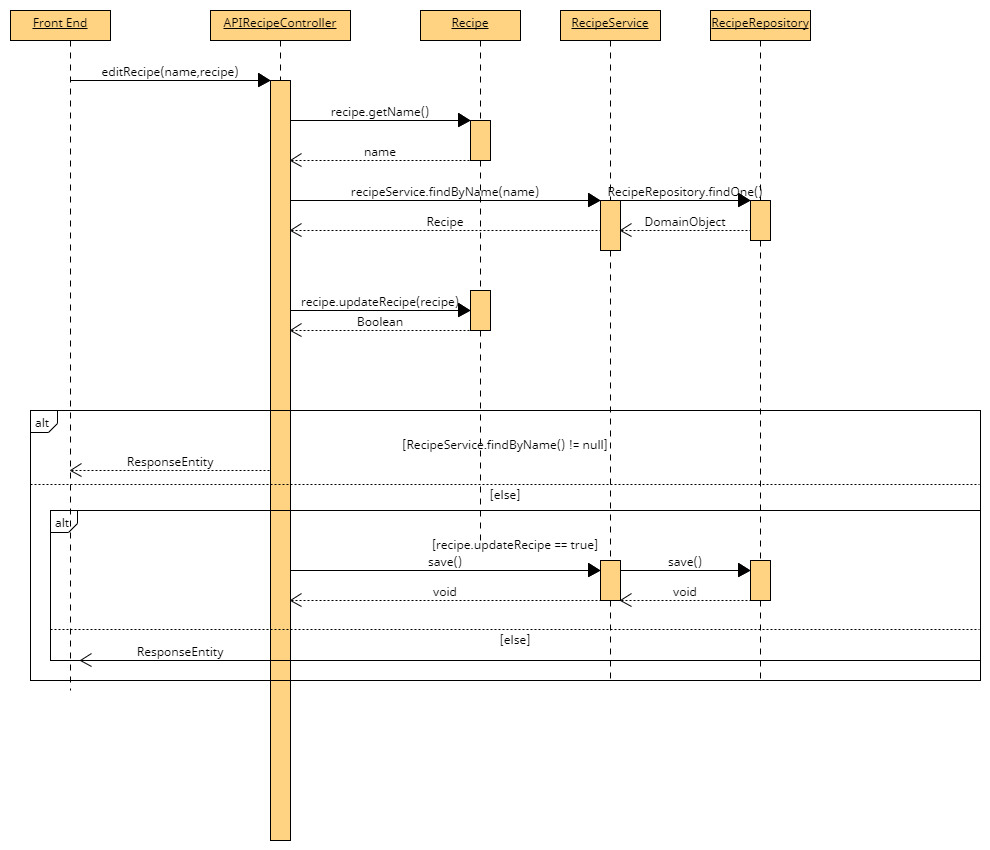 Front End
APIRecipeController
Recipe
RecipeService
RecipeRepository
editRecipe(name,recipe)
recipe.getName()
name
recipeService.findByName(name)
RecipeRepository.findOne()
Recipe
DomainObject
recipe.updateRecipe(recipe)
Boolean
alt
[RecipeService.findByName() != null]
ResponseEntity
[else]
alt
[recipe.updateRecipe == true]
save()
save()
void
void
[else]
ResponseEntity